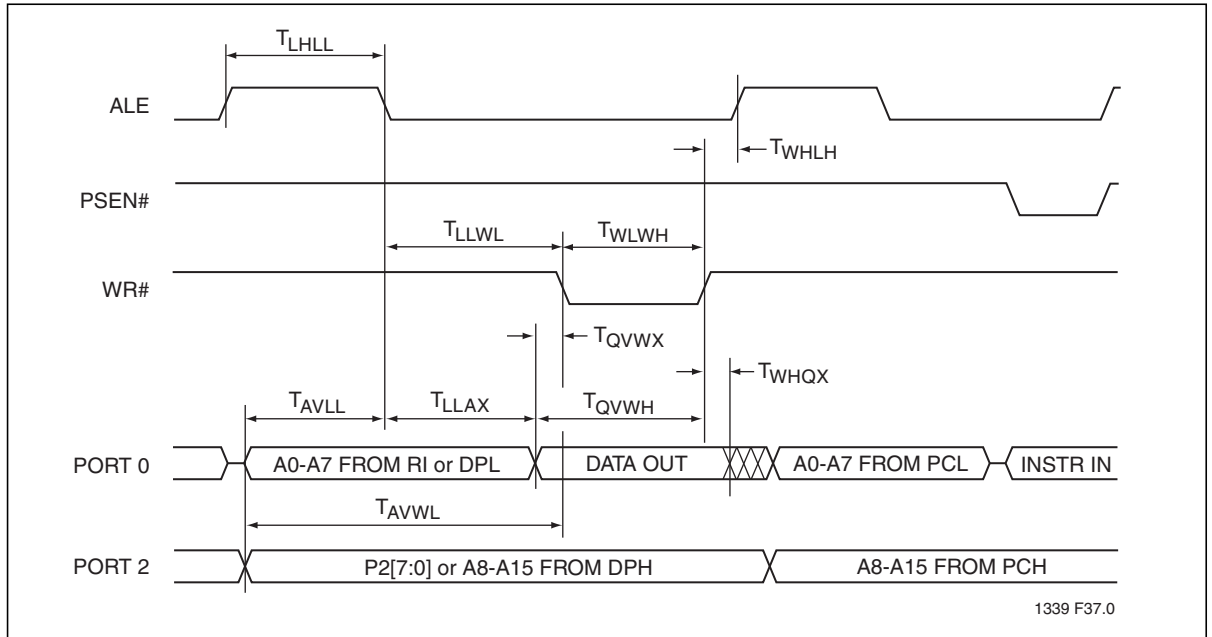 TLHLL
ALE
TWHLH
PSEN#
TLLWL
TWLWH
WR#
TQVWX
TWHQX
TAVLL
TLLAX
TQVWH
PORT 0
A0-A7 FROM RI or DPL
DATA OUT
A0-A7 FROM PCL
INSTR IN
TAVWL
PORT 2
P2[7:0] or A8-A15 FROM DPH
A8-A15 FROM PCH
1339 F37.0